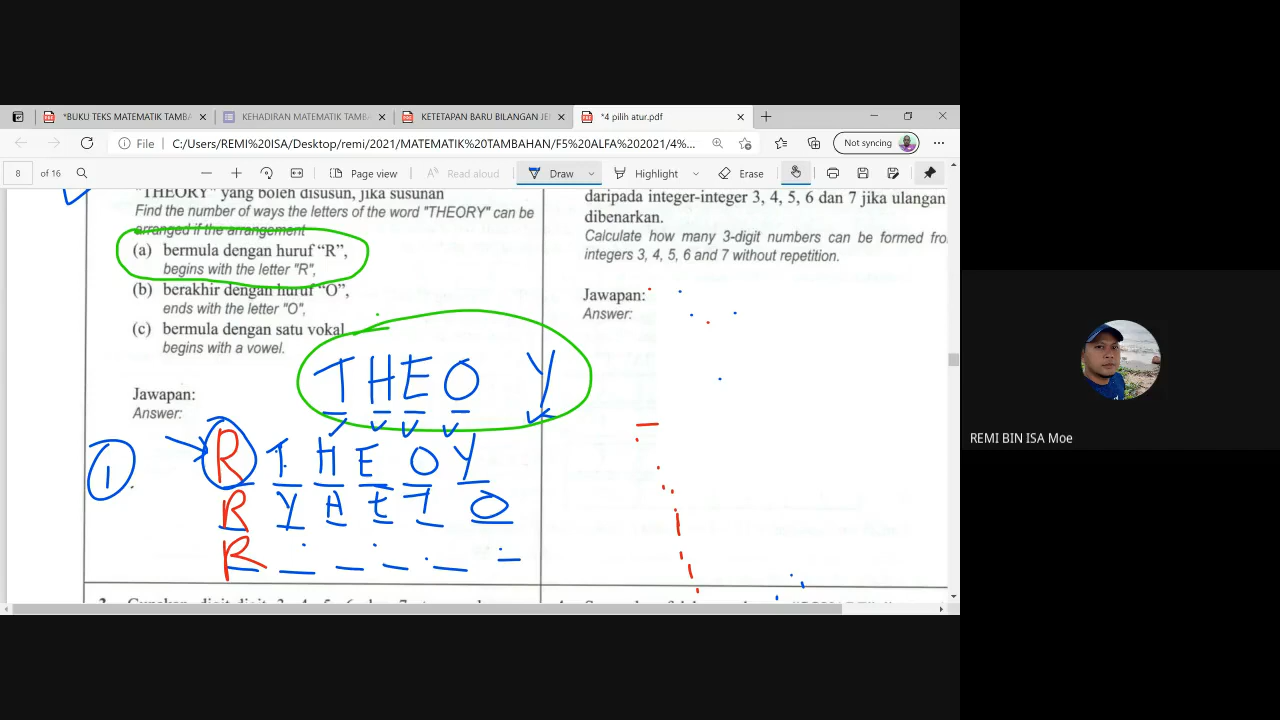 *BUKU TEKS MATEMATIK TAMBA
KEHADIRAN MATEMATIK TAMBA
KETETAPAN BARU BILANGAN JE
*4 pilih atur.pdf
File
C:/Users/REMI%20ISA/Desktop/remi/2021/MATEMATIK%20TAMBAHAN/F5%20ALFA%202021/4%...
Not syncing
8 of 16
Page view
Read aloud
Draw
Highlight
Erase
"THEORY" yang boleh disusun, jika susunan
Find the number of ways the letters of the word "THEORY" can be
arranged if the arrangement
(a) bermula dengan huruf “R”,
begins with the letter "R",
(b) berakhir dengan huruf “O”,
ends with the letter "O",
(c) bermula dengan satu vokal
begins with a vowel.
Jawapan:
Answer:
T H E O Y
1
R T H E O Y
R Y H E T O
R
daripada integer-integer 3, 4, 5, 6 dan 7 jika ulangan
dibenarkan.
Calculate how many 3-digit numbers can be formed fro
integers 3, 4, 5, 6 and 7 without repetition.
Jawapan:
Answer:
REMI BIN ISA Moe